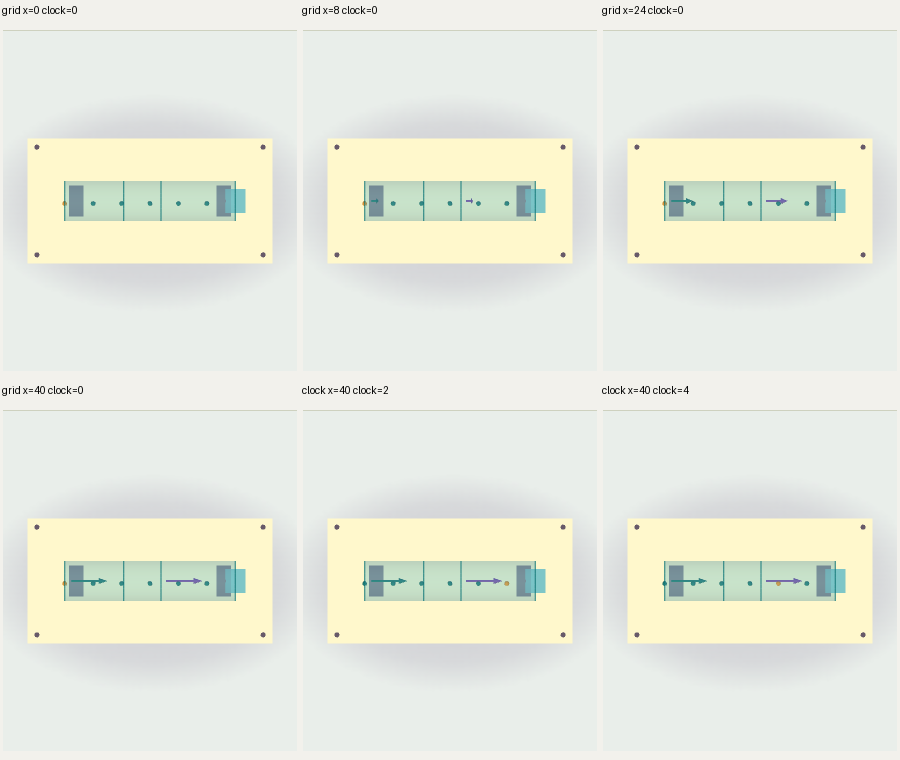 grid x=0 clock=0
grid x=8 clock=0
grid x=24 clock=0
grid x=40 clock=0
clock x=40 clock=2
clock x=40 clock=4